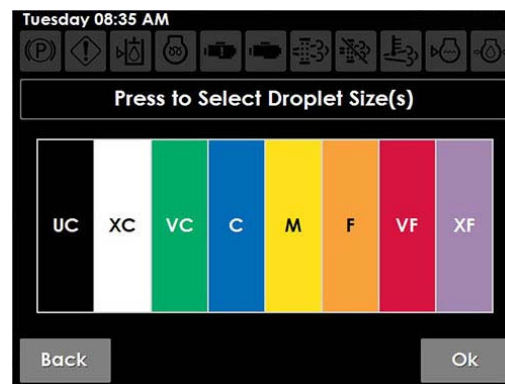 Tuesday 08:35 AM
(P)
Press to Select Droplet Size(s)
UC XC VC C M F VF XF
Back Ok